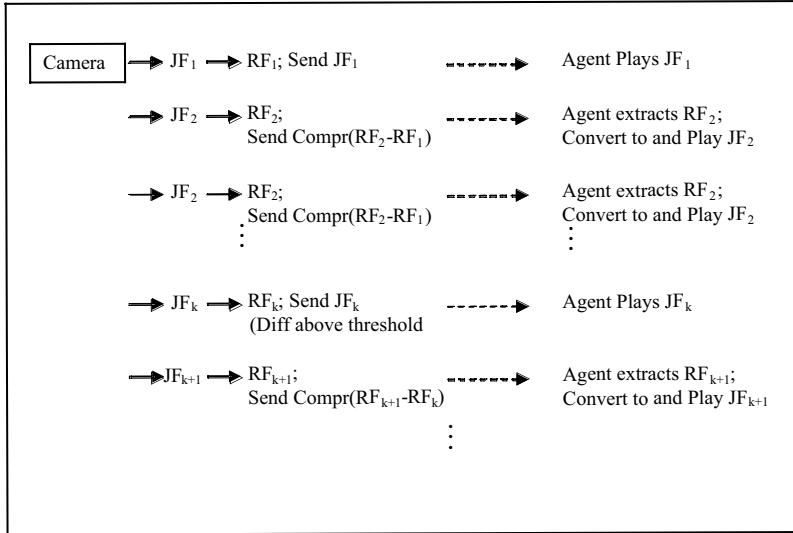 Camera JF₁ RF₁; Send JF₁ Agent Plays JF₁
JF₂ RF₂; Agent extracts RF₂;
Send Compr(RF₂-RF₁) Convert to and Play JF₂
JF₂ RF₂; Agent extracts RF₂;
Send Compr(RF₂-RF₁) Convert to and Play JF₂
⋮ ⋮
JFₖ RFₖ; Send JFₖ Agent Plays JFₖ
(Diff above threshold
JFₖ₊₁ RFₖ₊₁; Agent extracts RFₖ₊₁;
Send Compr(RFₖ₊₁-RFₖ) Convert to and Play JFₖ₊₁
⋮